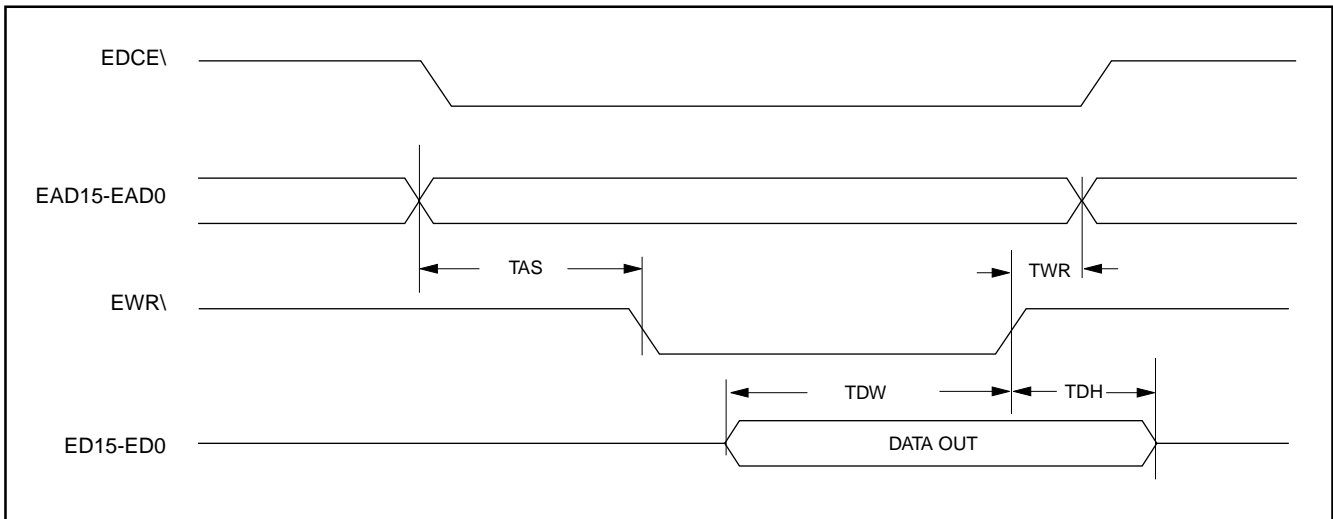 EDCE\
EAD15-EAD0
TAS
TWR
EWR\
TDW
TDH
ED15-ED0
DATA OUT